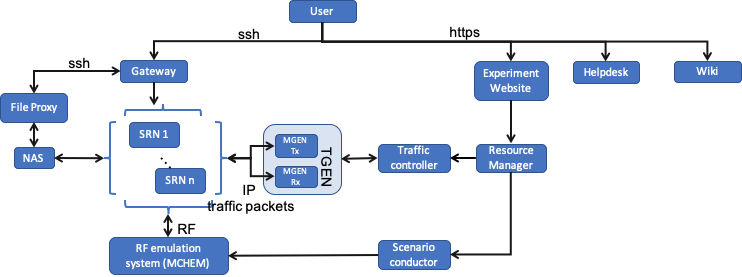 User
ssh
https
ssh
Gateway
Experiment
Website
Helpdesk
Wiki
File Proxy
SRN 1
MGEN
Tx
TGEN
Traffic
controller
Resource
Manager
NAS
SRN n
MGEN
Rx
IP
traffic packets
RF
RF emulation
system (MCHEM)
Scenario
conductor